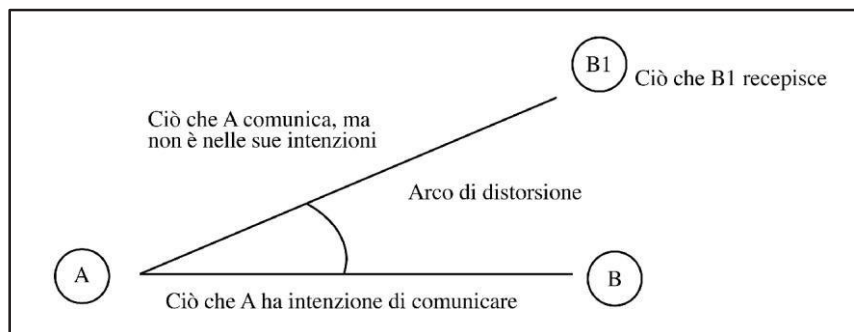 B1
Ciò che B1 recepisce
Ciò che A comunica, ma
non è nelle sue intenzioni
Arco di distorsione
A
B
Ciò che A ha intenzione di comunicare